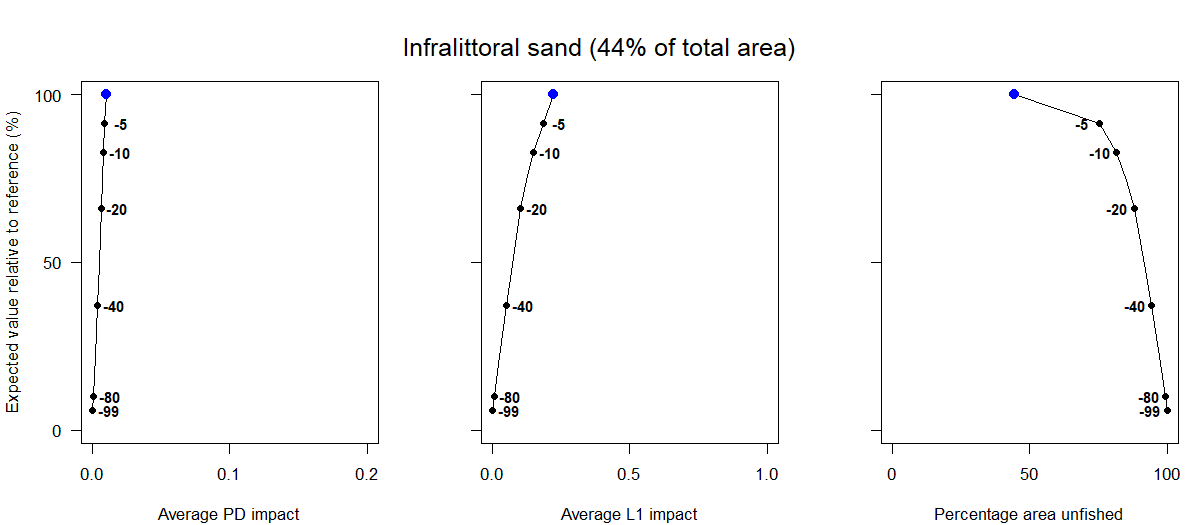 Infralittoral sand (44% of total area)
Expected value relative to reference (%)
100
50
0
-5
-10
-20
-40
-80
-99
0.0 0.1 0.2
Average PD impact
-5
-10
-20
-40
-80
-99
0.0 0.5 1.0
Average L1 impact
-5
-10
-20
-40
-80
-99
0 50 100
Percentage area unfished